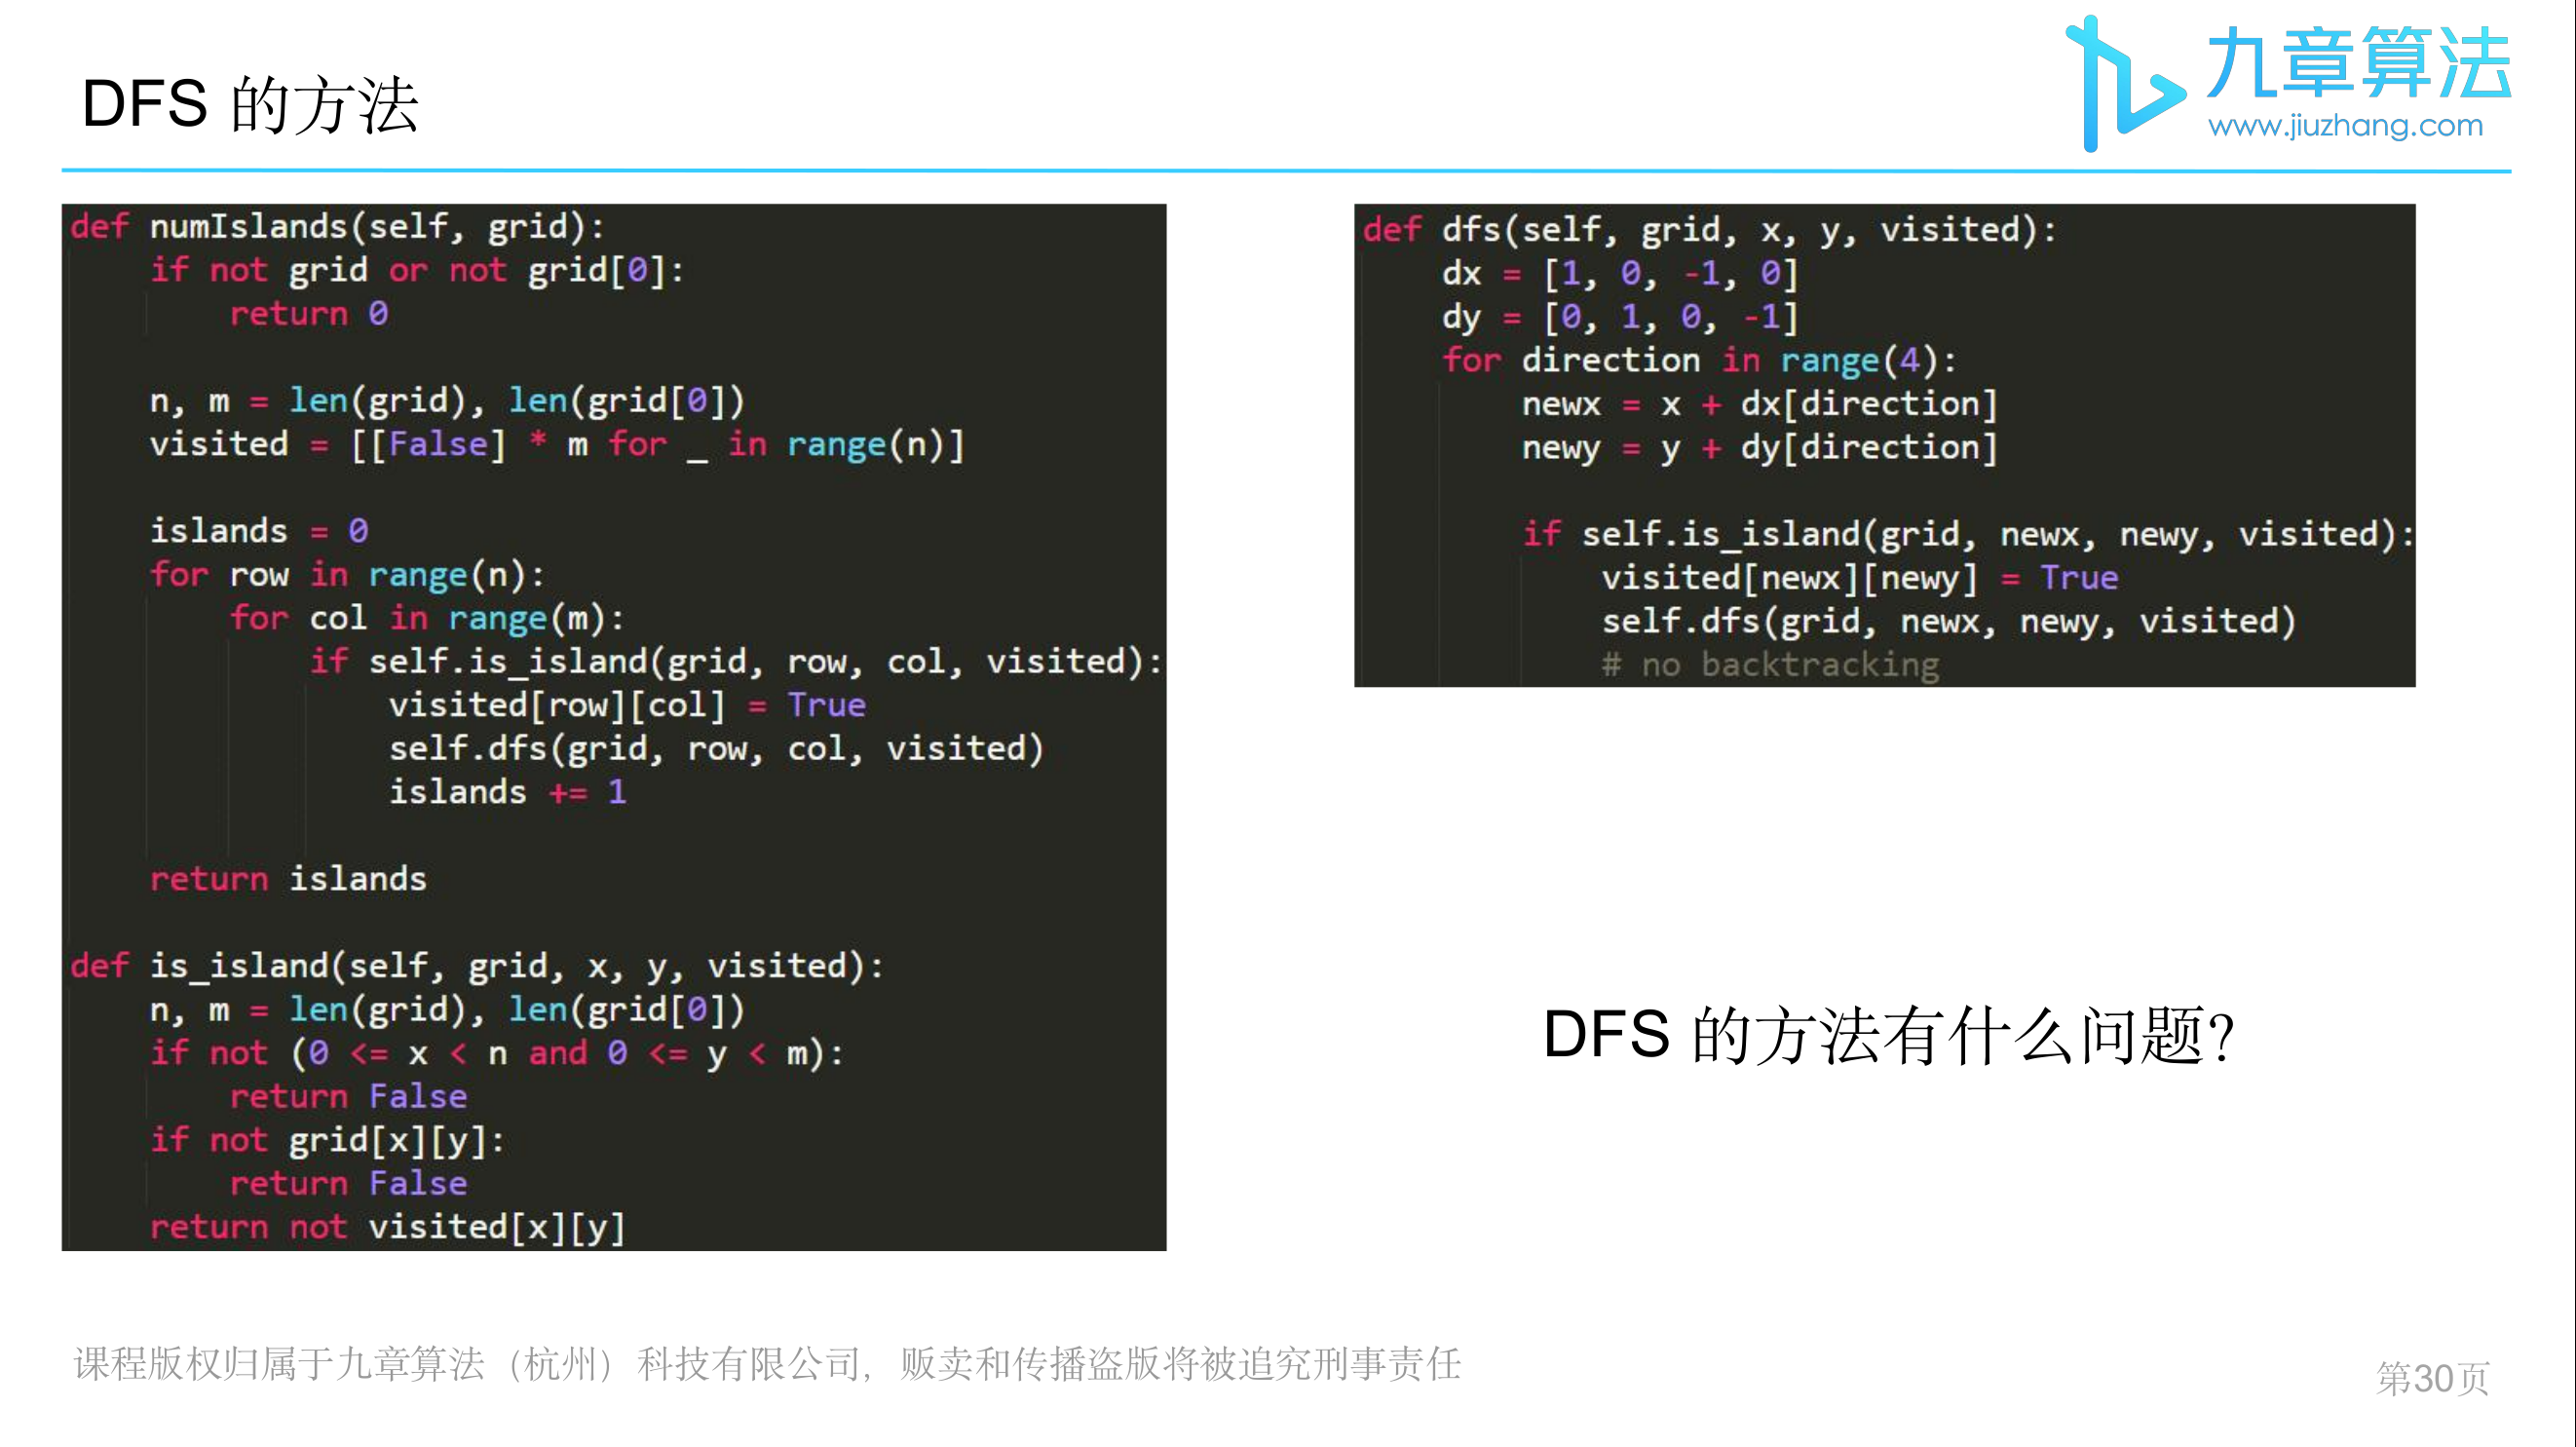 DFS 的方法
九章算法
www.jiuzhang.com
def numIslands(self, grid):
    if not grid or not grid[0]:
        return 0

    n, m = len(grid), len(grid[0])
    visited = [[False] * m for _ in range(n)]

    islands = 0
    for row in range(n):
        for col in range(m):
            if self.is_island(grid, row, col, visited):
                visited[row][col] = True
                self.dfs(grid, row, col, visited)
                islands += 1

    return islands

def is_island(self, grid, x, y, visited):
    n, m = len(grid), len(grid[0])
    if not (0 <= x < n and 0 <= y < m):
        return False
    if not grid[x][y]:
        return False
    return not visited[x][y]
def dfs(self, grid, x, y, visited):
    dx = [1, 0, -1, 0]
    dy = [0, 1, 0, -1]
    for direction in range(4):
        newx = x + dx[direction]
        newy = y + dy[direction]

        if self.is_island(grid, newx, newy, visited):
            visited[newx][newy] = True
            self.dfs(grid, newx, newy, visited)
            # no backtracking
DFS 的方法有什么问题？
课程版权归属于九章算法（杭州）科技有限公司，贩卖和传播盗版将被追究刑事责任
第30页